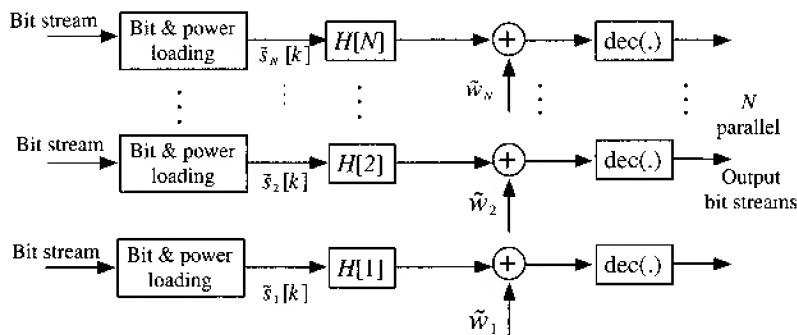 Bit stream
Bit & power
loading
s̃_N[k]
H[N]
+
w̃_N
dec(.)
N
parallel
Bit stream
Bit & power
loading
s̃_2[k]
H[2]
+
w̃_2
dec(.)
Output
bit streams
Bit stream
Bit & power
loading
s̃_1[k]
H[1]
+
w̃_1
dec(.)